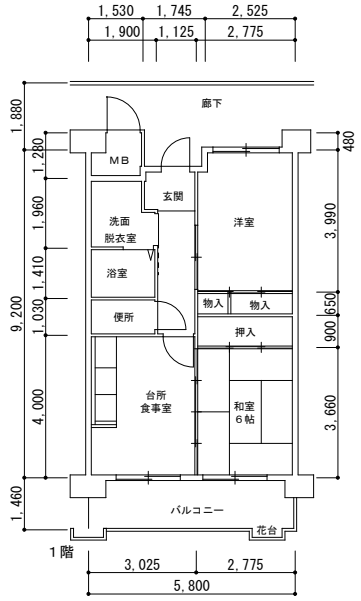 1,530 1,745 2,525
1,900 1,125 2,775
廊下
1,880
480
1,280
MB
玄関
1,960
洗面
脱衣室
洋室
3,990
9,200
1,410
浴室
物入 物入
650
1,030
便所
押入
900
4,000
台所
食事室
和室
6帖
3,660
1,460
バルコニー
花台
1階
3,025 2,775
5,800